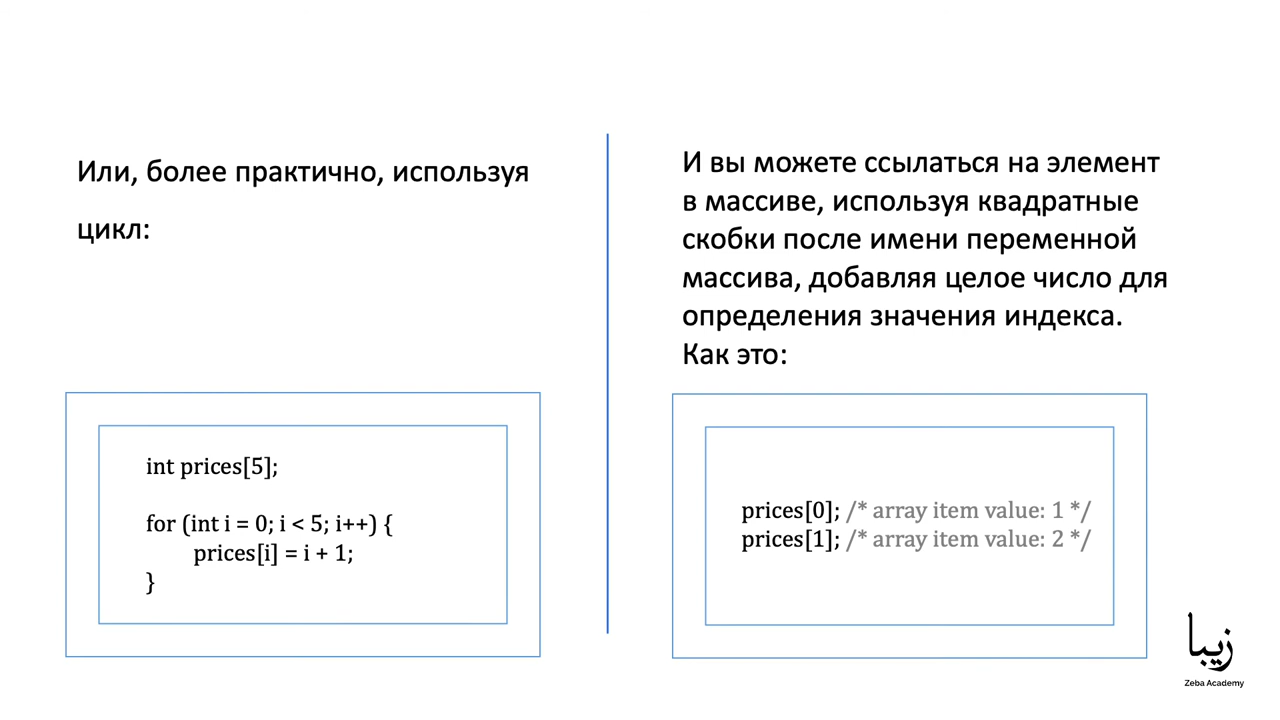 Или, более практично, используя
цикл:
int prices[5];
for (int i = 0; i < 5; i++) {
prices[i] = i + 1;
}
И вы можете ссылаться на элемент
в массиве, используя квадратные
скобки после имени переменной
массива, добавляя целое число для
определения значения индекса.
Как это:
prices[0]; /* array item value: 1 */
prices[1]; /* array item value: 2 */
زيبا
Zeba Academy